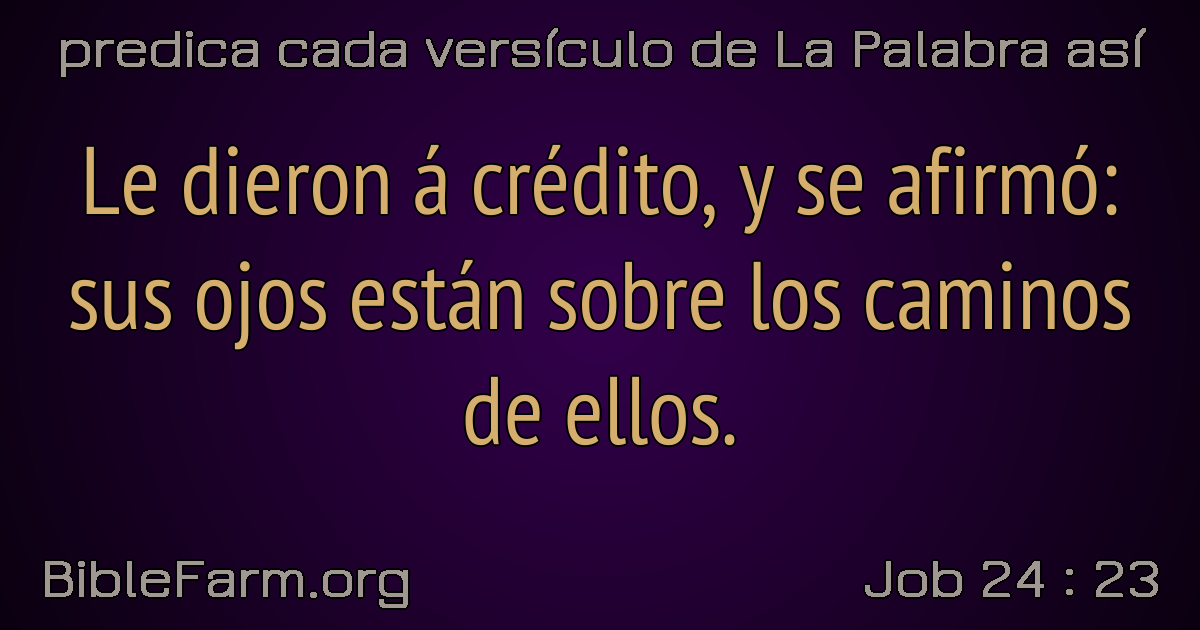 predica cada versículo de La Palabra así
Le dieron á crédito, y se afirmó:
sus ojos están sobre los caminos
de ellos.
BibleFarm.org
Job 24 : 23